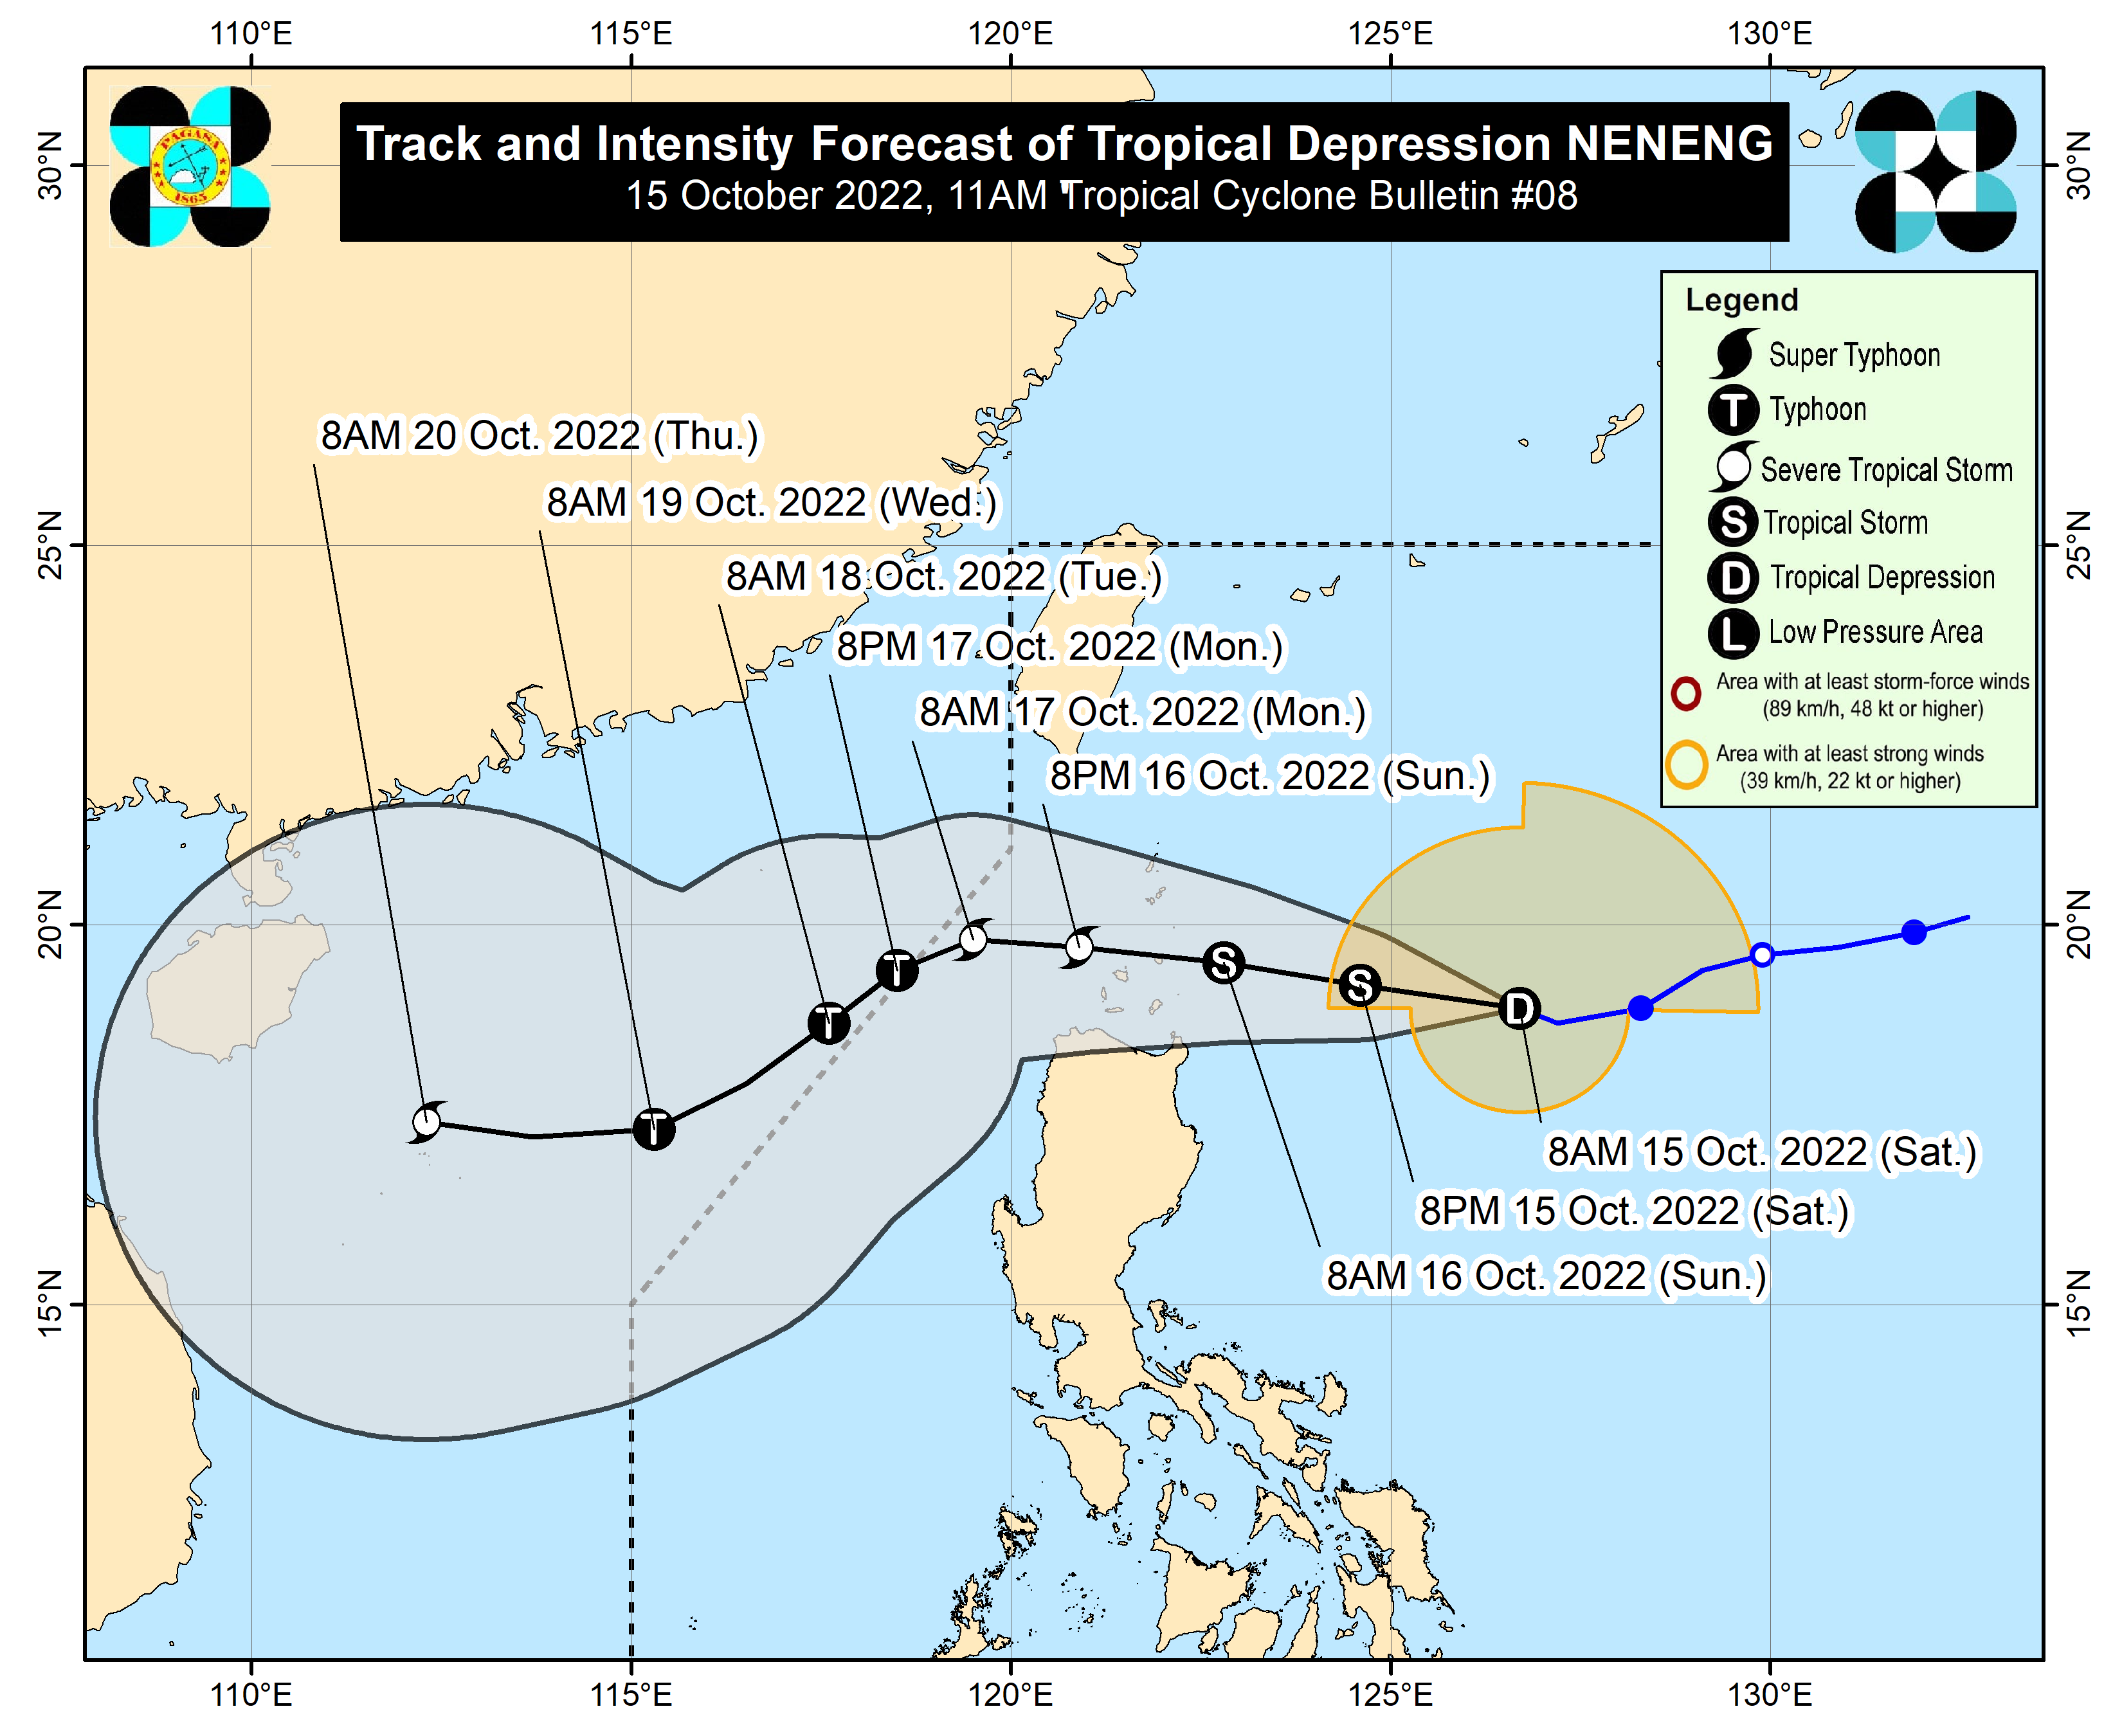 110°E 115°E 120°E 125°E 130°E
PAGASA
1865
Track and Intensity Forecast of Tropical Depression NENENG
15 October 2022, 11AM Tropical Cyclone Bulletin #08
30°N 30°N
Legend
Super Typhoon
T Typhoon
Severe Tropical Storm
S Tropical Storm
D Tropical Depression
L Low Pressure Area
Area with at least storm-force winds
(89 km/h, 48 kt or higher)
Area with at least strong winds
(39 km/h, 22 kt or higher)
8AM 20 Oct. 2022 (Thu.)
8AM 19 Oct. 2022 (Wed.)
25°N 25°N
8AM 18 Oct. 2022 (Tue.)
8PM 17 Oct. 2022 (Mon.)
8AM 17 Oct. 2022 (Mon.)
8PM 16 Oct. 2022 (Sun.)
20°N 20°N
T T S S D
T
T
8AM 15 Oct. 2022 (Sat.)
8PM 15 Oct. 2022 (Sat.)
8AM 16 Oct. 2022 (Sun.)
15°N 15°N
110°E 115°E 120°E 125°E 130°E